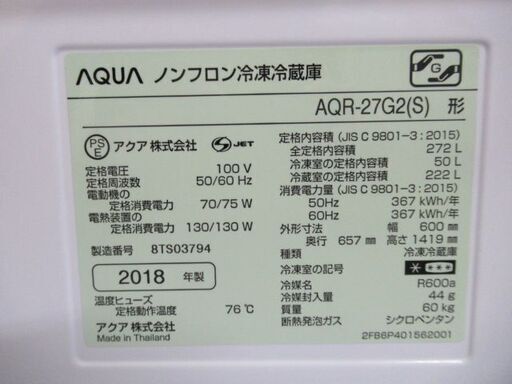 AQUA ノンフロン冷凍冷蔵庫
G
AQR-27G2(S) 形
PS E アクア株式会社 S JET
定格電圧 100 V
定格周波数 50/60 Hz
電動機の
定格消費電力 70/75 W
電熱装置の
定格消費電力 130/130 W
製造番号 8TS03794
2018 年製
温度ヒューズ
定格動作温度 76℃
アクア株式会社
Made in Thailand
定格内容積 (JIS C 9801-3 : 2015)
全定格内容積 272 L
冷凍室の定格内容積 50 L
冷蔵室の定格内容積 222 L
消費電力量 (JIS C 9801-3 : 2015)
50Hz 367 kWh/年
60Hz 367 kWh/年
外形寸法 幅 600 ㎜
奥行 657 ㎜ 高さ 1419 ㎜
種類 冷凍冷蔵庫
冷凍室の記号 * ***
冷媒名 R600a
冷媒封入量 44 g
質量 60 kg
断熱発泡ガス シクロペンタン
2FB6P401562001